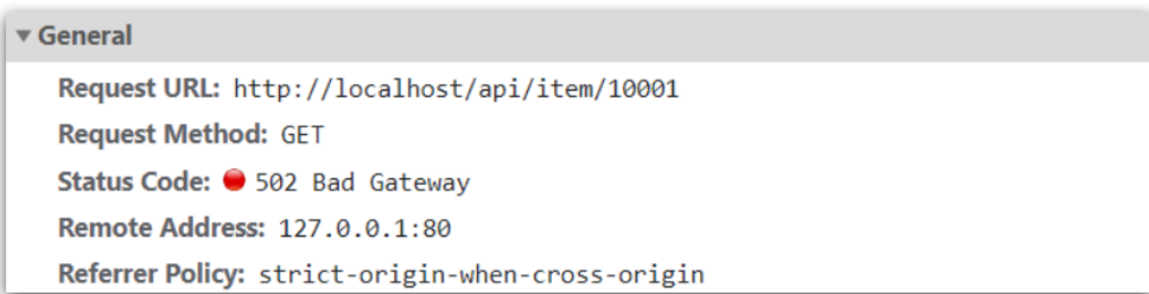 General
Request URL: http://localhost/api/item/10001
Request Method: GET
Status Code: 502 Bad Gateway
Remote Address: 127.0.0.1:80
Referrer Policy: strict-origin-when-cross-origin